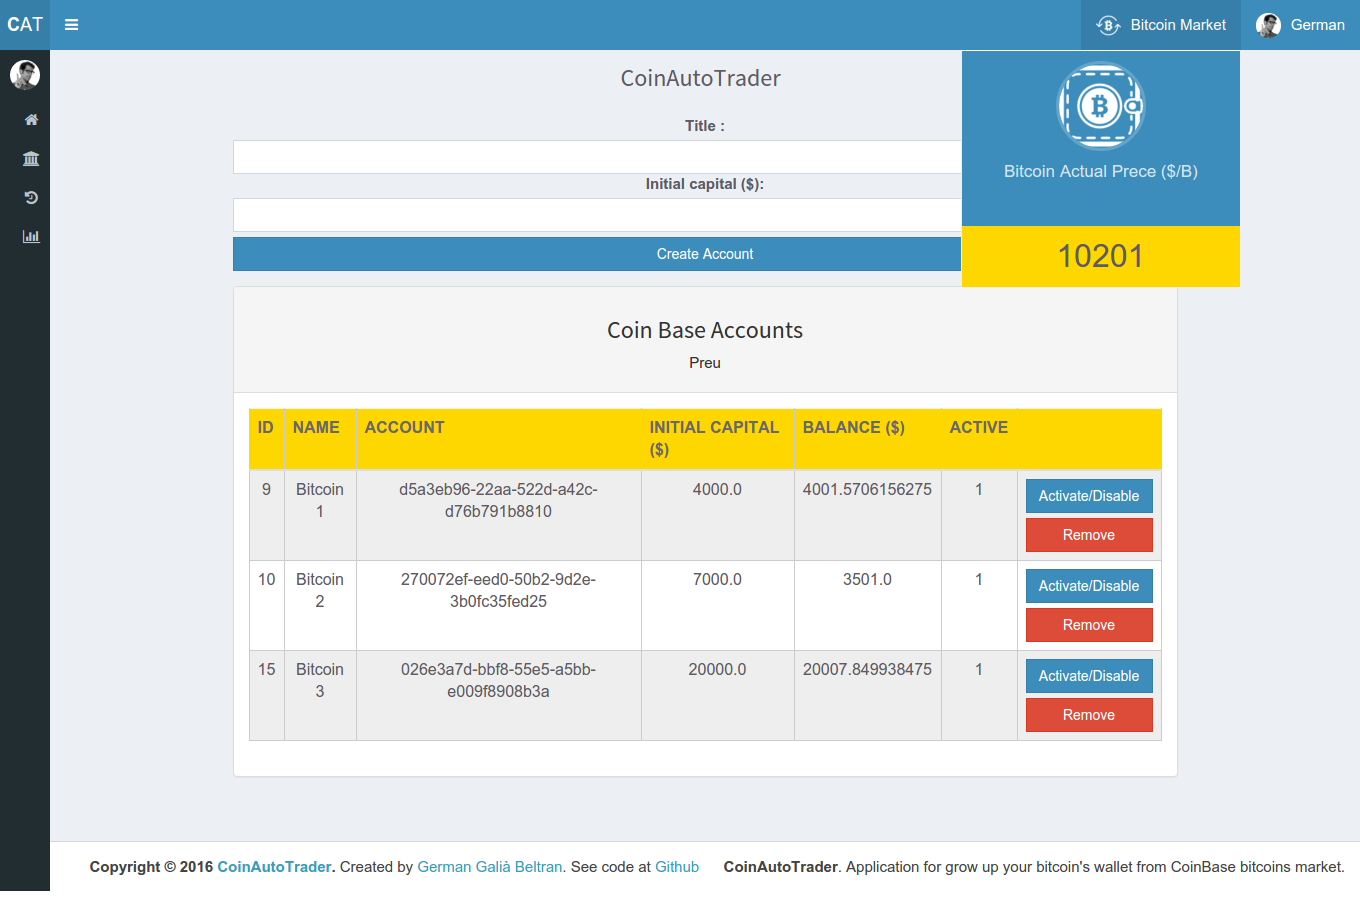 CAT
Bitcoin Market
German
CoinAutoTrader
Title :
Initial capital ($):
Create Account
Bitcoin Actual Prece ($/B)
10201
Coin Base Accounts
Preu
ID NAME ACCOUNT INITIAL CAPITAL ($) BALANCE ($) ACTIVE
9 Bitcoin 1 d5a3eb96-22aa-522d-a42c-d76b791b8810 4000.0 4001.5706156275 1 Activate/Disable
Remove
10 Bitcoin 2 270072ef-eed0-50b2-9d2e-3b0fc35fed25 7000.0 3501.0 1 Activate/Disable
Remove
15 Bitcoin 3 026e3a7d-bbf8-55e5-a5bb-e009f8908b3a 20000.0 20007.849938475 1 Activate/Disable
Remove
Copyright © 2016 CoinAutoTrader. Created by German Galià Beltran. See code at Github CoinAutoTrader. Application for grow up your bitcoin's wallet from CoinBase bitcoins market.